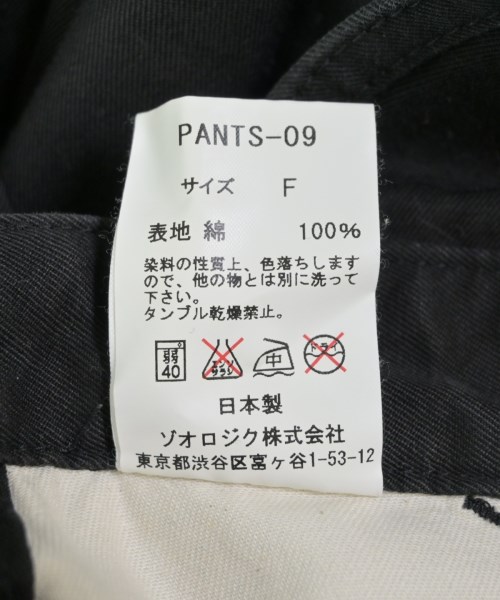 PANTS-09
サイズ F
表地 綿 100%
染料の性質上、色落ちします
ので、他の物とは別に洗って
下さい。
タンブル乾燥禁止。
弱 40 エンソ サラシ 中 ドライ
日本製
ゾオロジク株式会社
東京都渋谷区富ヶ谷1-53-12